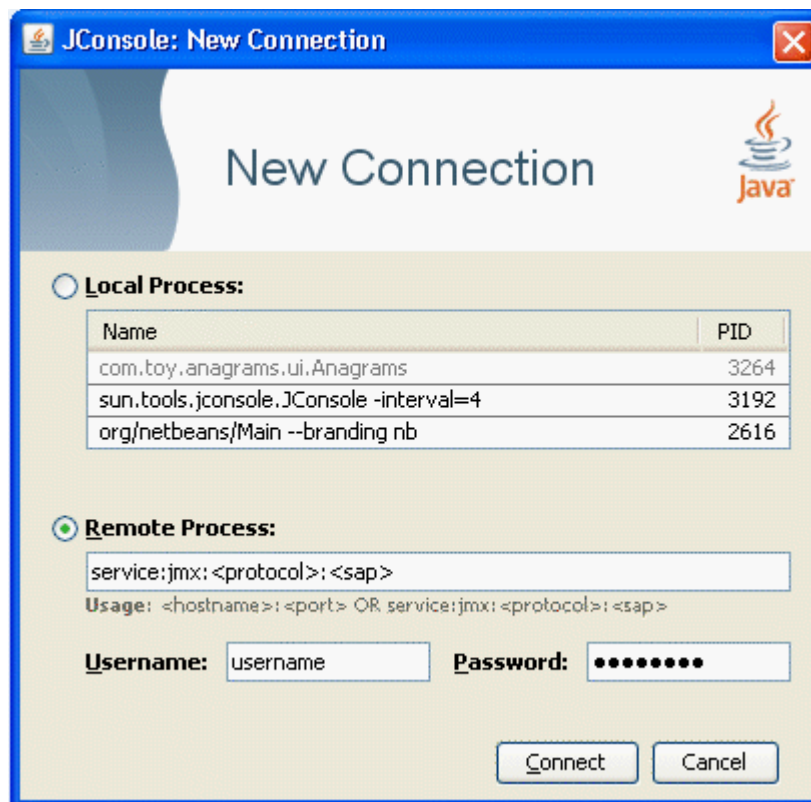 JConsole: New Connection
New Connection
Java
Local Process:
Name PID
com.toy.anagrams.ui.Anagrams 3264
sun.tools.jconsole.JConsole -interval=4 3192
org/netbeans/Main --branding nb 2616
Remote Process:
service:jmx:<protocol>:<sap>
Usage: <hostname>:<port> OR service:jmx:<protocol>:<sap>
Username: username Password: ●●●●●●●●
Connect Cancel